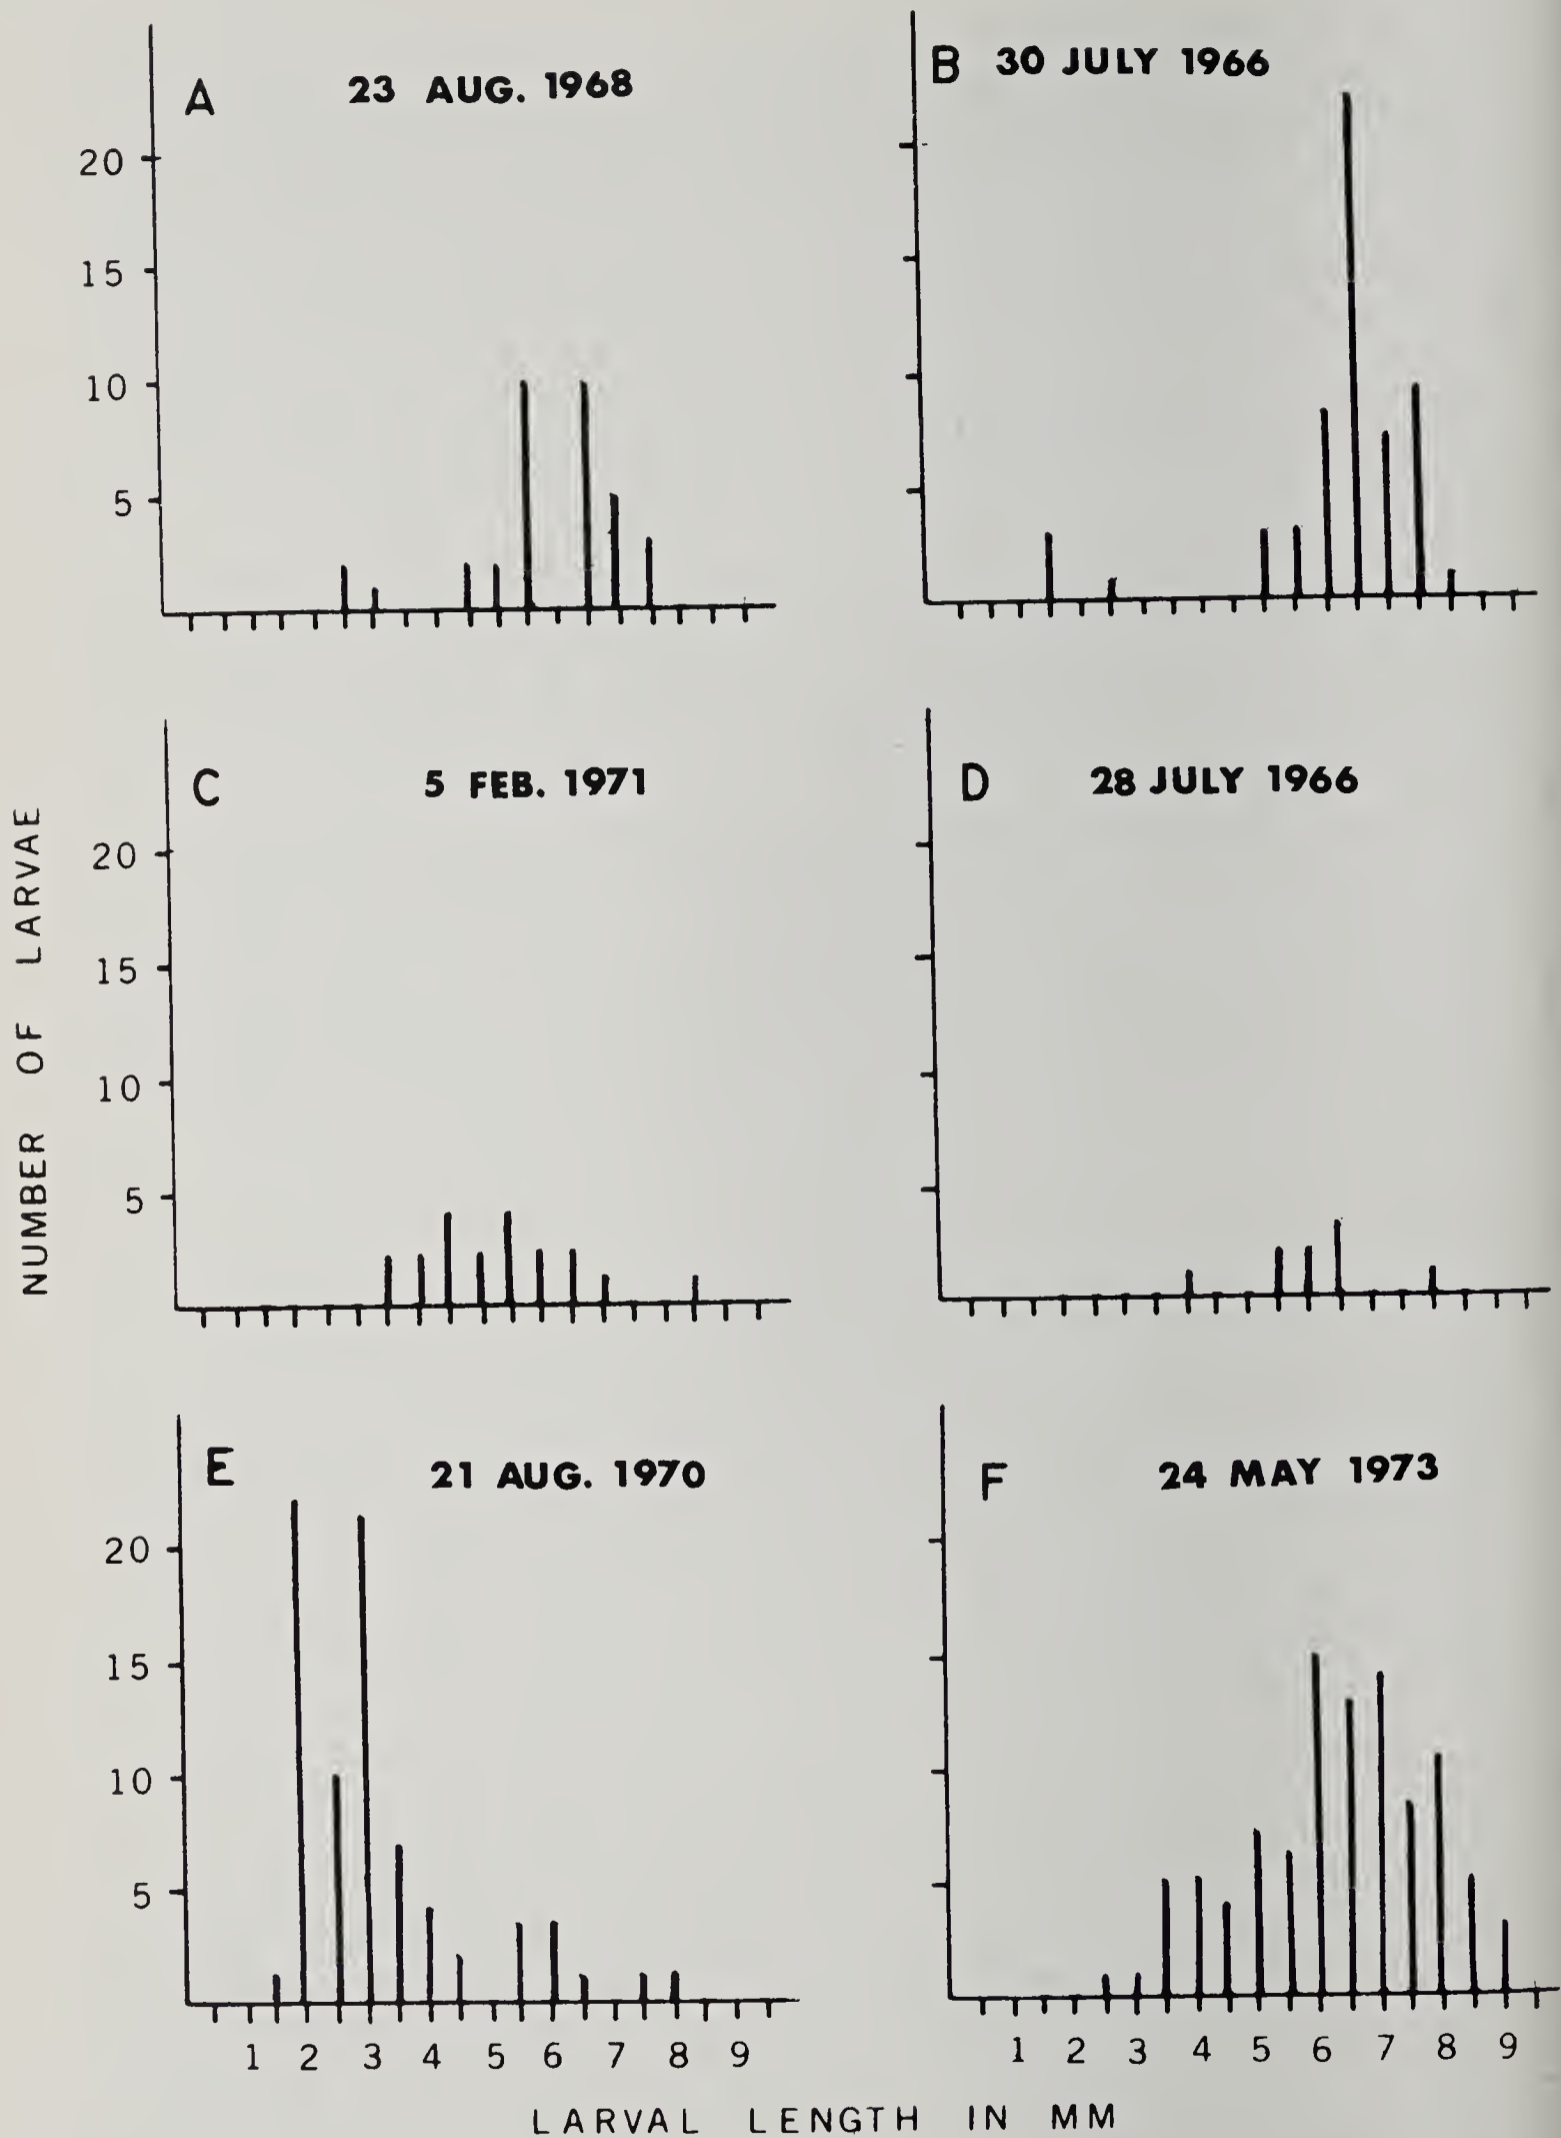 A 23 AUG. 1968
20
15
10
5
B 30 JULY 1966
C 5 FEB. 1971
20
15
10
5
D 28 JULY 1966
NUMBER OF LARVAE
E 21 AUG. 1970
20
15
10
5
1 2 3 4 5 6 7 8 9
F 24 MAY 1973
1 2 3 4 5 6 7 8 9
LARVAL LENGTH IN MM